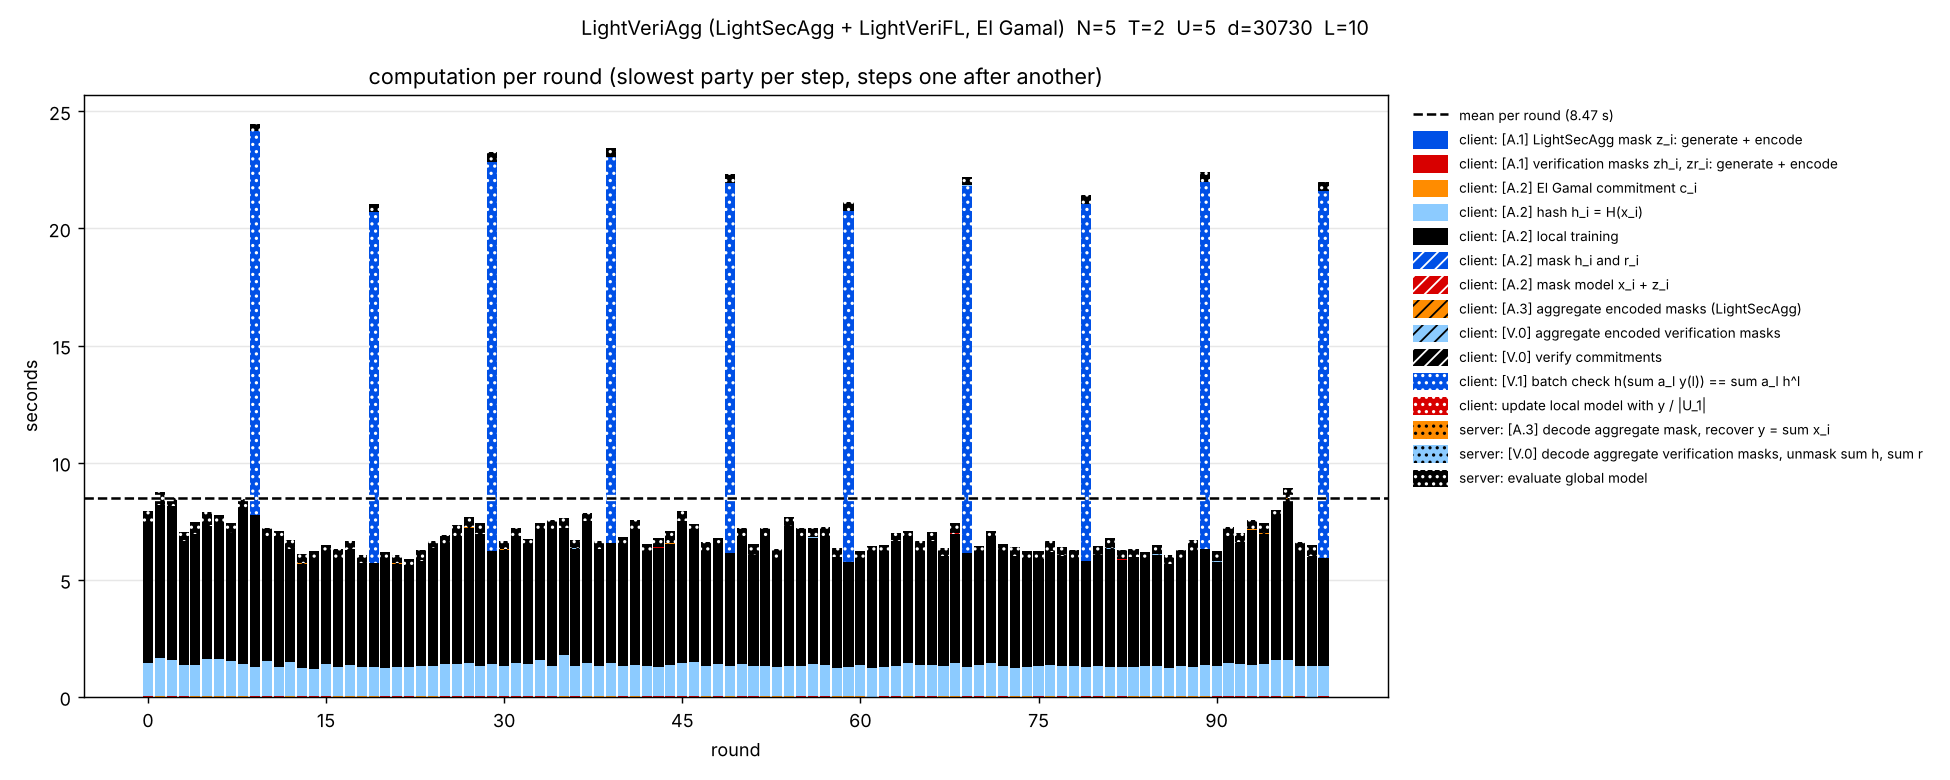 LightVeriAgg (LightSecAgg + LightVeriFL, El Gamal)  N=5  T=2  U=5  d=30730  L=10
computation per round (slowest party per step, steps one after another)
25
20
15
10
5
0
seconds
0 15 30 45 60 75 90
round
mean per round (8.47 s)
client: [A.1] LightSecAgg mask z_i: generate + encode
client: [A.1] verification masks zh_i, zr_i: generate + encode
client: [A.2] El Gamal commitment c_i
client: [A.2] hash h_i = H(x_i)
client: [A.2] local training
client: [A.2] mask h_i and r_i
client: [A.2] mask model x_i + z_i
client: [A.3] aggregate encoded masks (LightSecAgg)
client: [V.0] aggregate encoded verification masks
client: [V.0] verify commitments
client: [V.1] batch check h(sum a_l y(l)) == sum a_l h^l
client: update local model with y / |U_1|
server: [A.3] decode aggregate mask, recover y = sum x_i
server: [V.0] decode aggregate verification masks, unmask sum h, sum r
server: evaluate global model